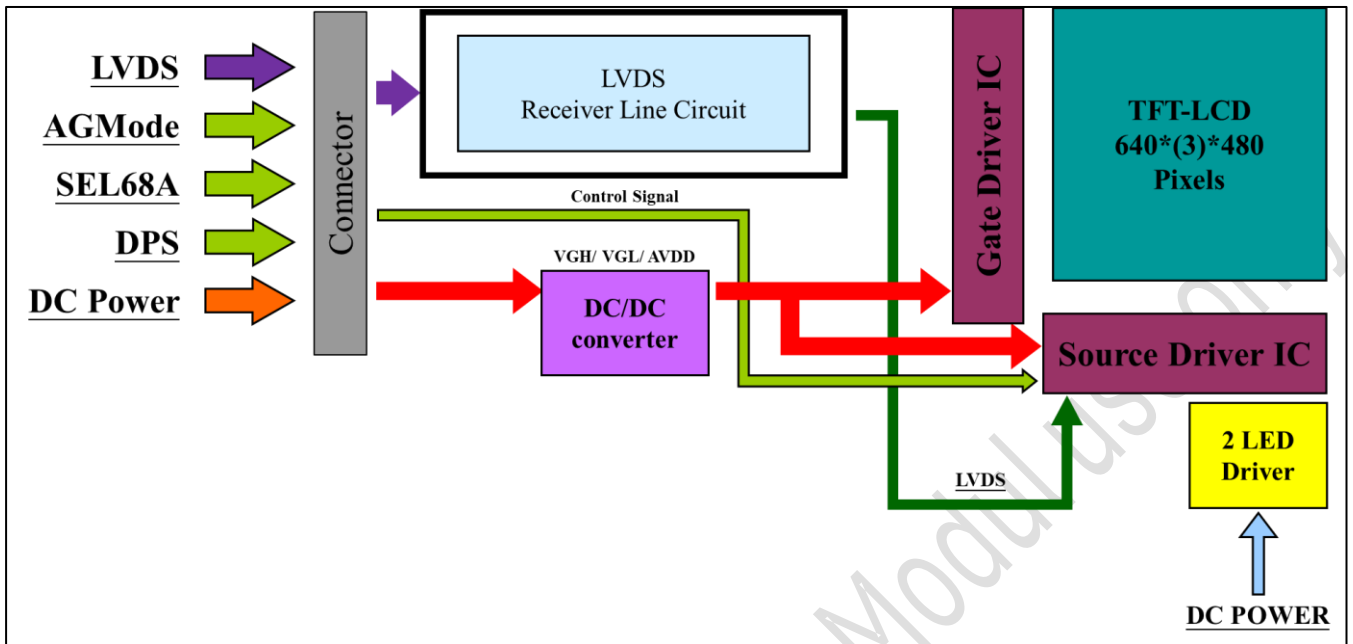 LVDS
AGMode
SEL68A
DPS
DC Power
Connector
LVDS
Receiver Line Circuit
Control Signal
VGH/ VGL/ AVDD
DC/DC
converter
Gate Driver IC
TFT-LCD
640*(3)*480
Pixels
Source Driver IC
2 LED
Driver
LVDS
DC POWER
Modul